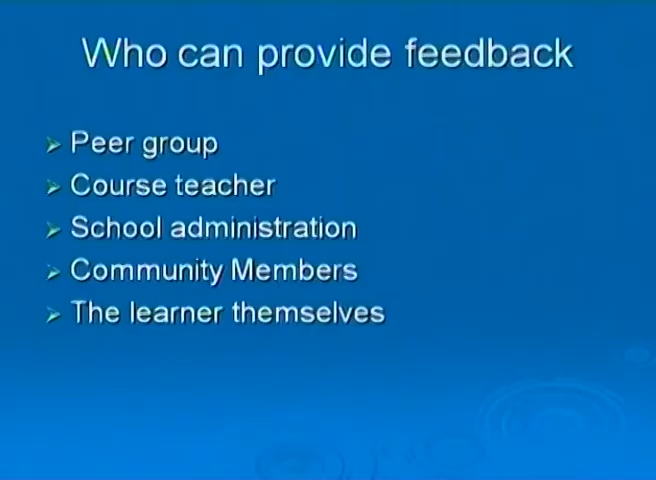 Who can provide feedback
Peer group
Course teacher
School administration
Community Members
The learner themselves